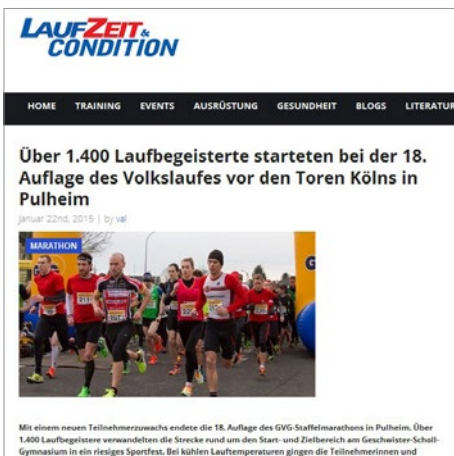 LAUFZEIT &
CONDITION
HOME TRAINING EVENTS AUSRÜSTUNG GESUNDHEIT BLOGS LITERATUR
Über 1.400 Laufbegeisterte starteten bei der 18.
Auflage des Volkslaufes vor den Toren Kölns in
Pulheim
Januar 22nd, 2015 | by val
MARATHON
Mit einem neuen Teilnehmerzuwachs endete die 18. Auflage des GVG-Staffelmarathons in Pulheim. Über
1.400 Laufbegeistere verwandelten die Strecke rund um den Start- und Zielbereich am Geschwister-Scholl-
Gymnasium in ein riesiges Sportfest. Bei kühlen Lauftemperaturen gingen die Teilnehmerinnen und